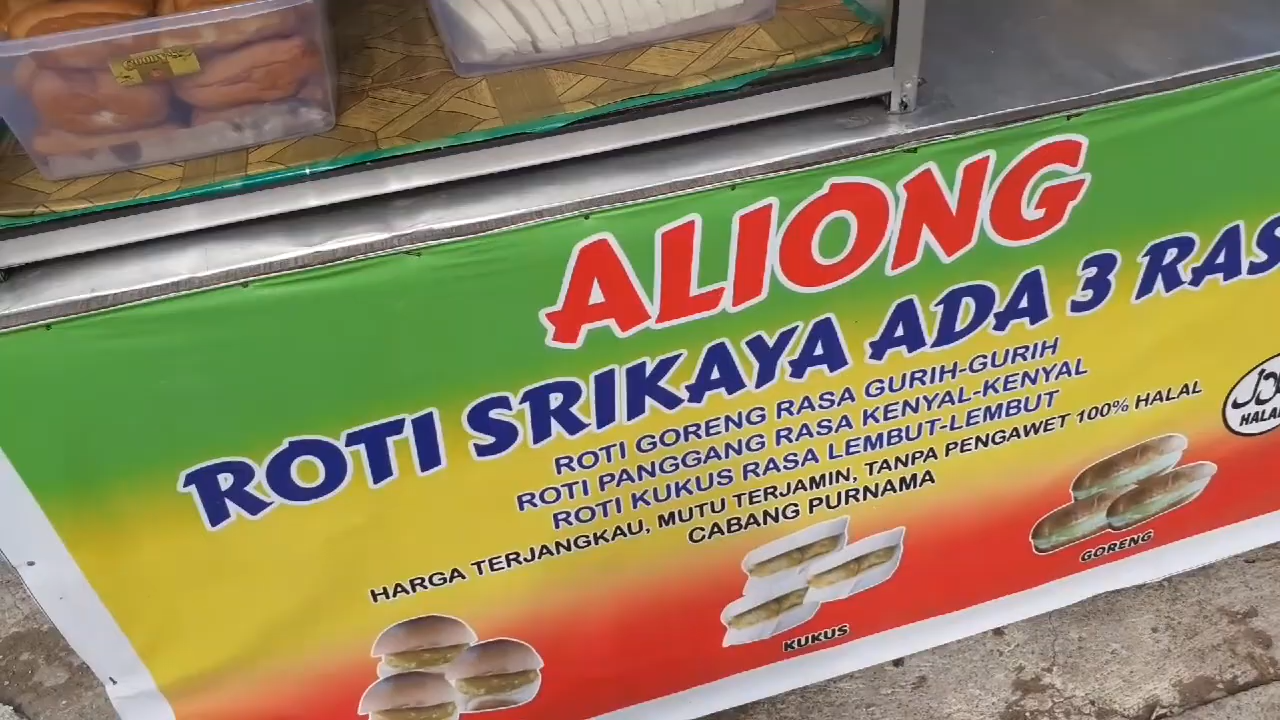 ALIONG
ROTI SRIKAYA ADA 3 RAS
ROTI GORENG RASA GURIH-GURIH
ROTI PANGGANG RASA KENYAL-KENYAL
ROTI KUKUS RASA LEMBUT-LEMBUT
HARGA TERJANGKAU, MUTU TERJAMIN, TANPA PENGAWET 100% HALAL
CABANG PURNAMA
HALAL
GORENG
KUKUS